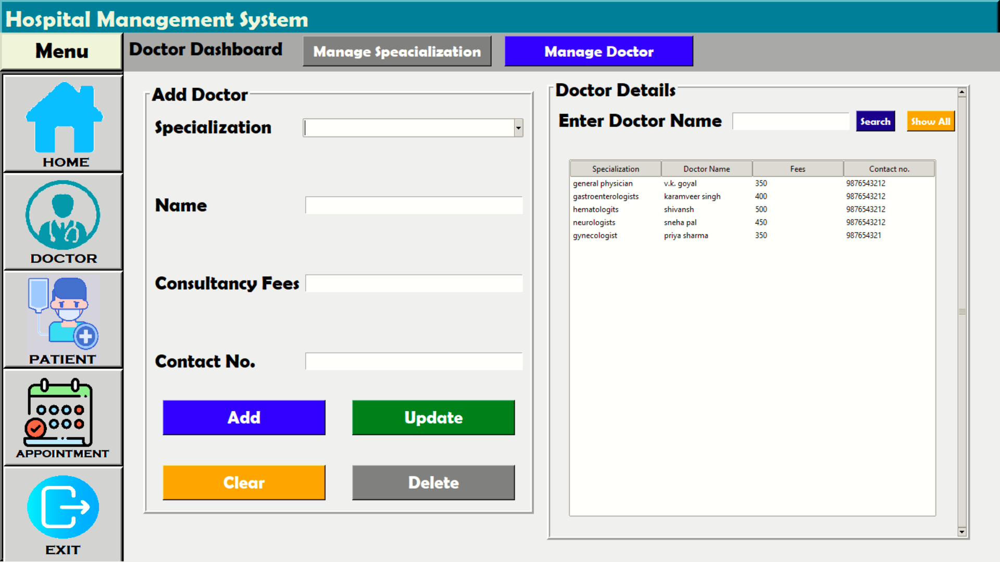 Hospital Management System
Menu
Doctor Dashboard
Manage Speacialization
Manage Doctor
HOME
DOCTOR
PATIENT
APPOINTMENT
EXIT
Add Doctor
Specialization
Name
Consultancy Fees
Contact No.
Add
Update
Clear
Delete
Doctor Details
Enter Doctor Name
Search
Show All
Specialization Doctor Name Fees Contact no.
general physician v.k. goyal 350 9876543212
gastroenterologists karamveer singh 400 9876543212
hematologits shivansh 500 9876543212
neurologists sneha pal 450 9876543212
gynecologist priya sharma 350 987654321